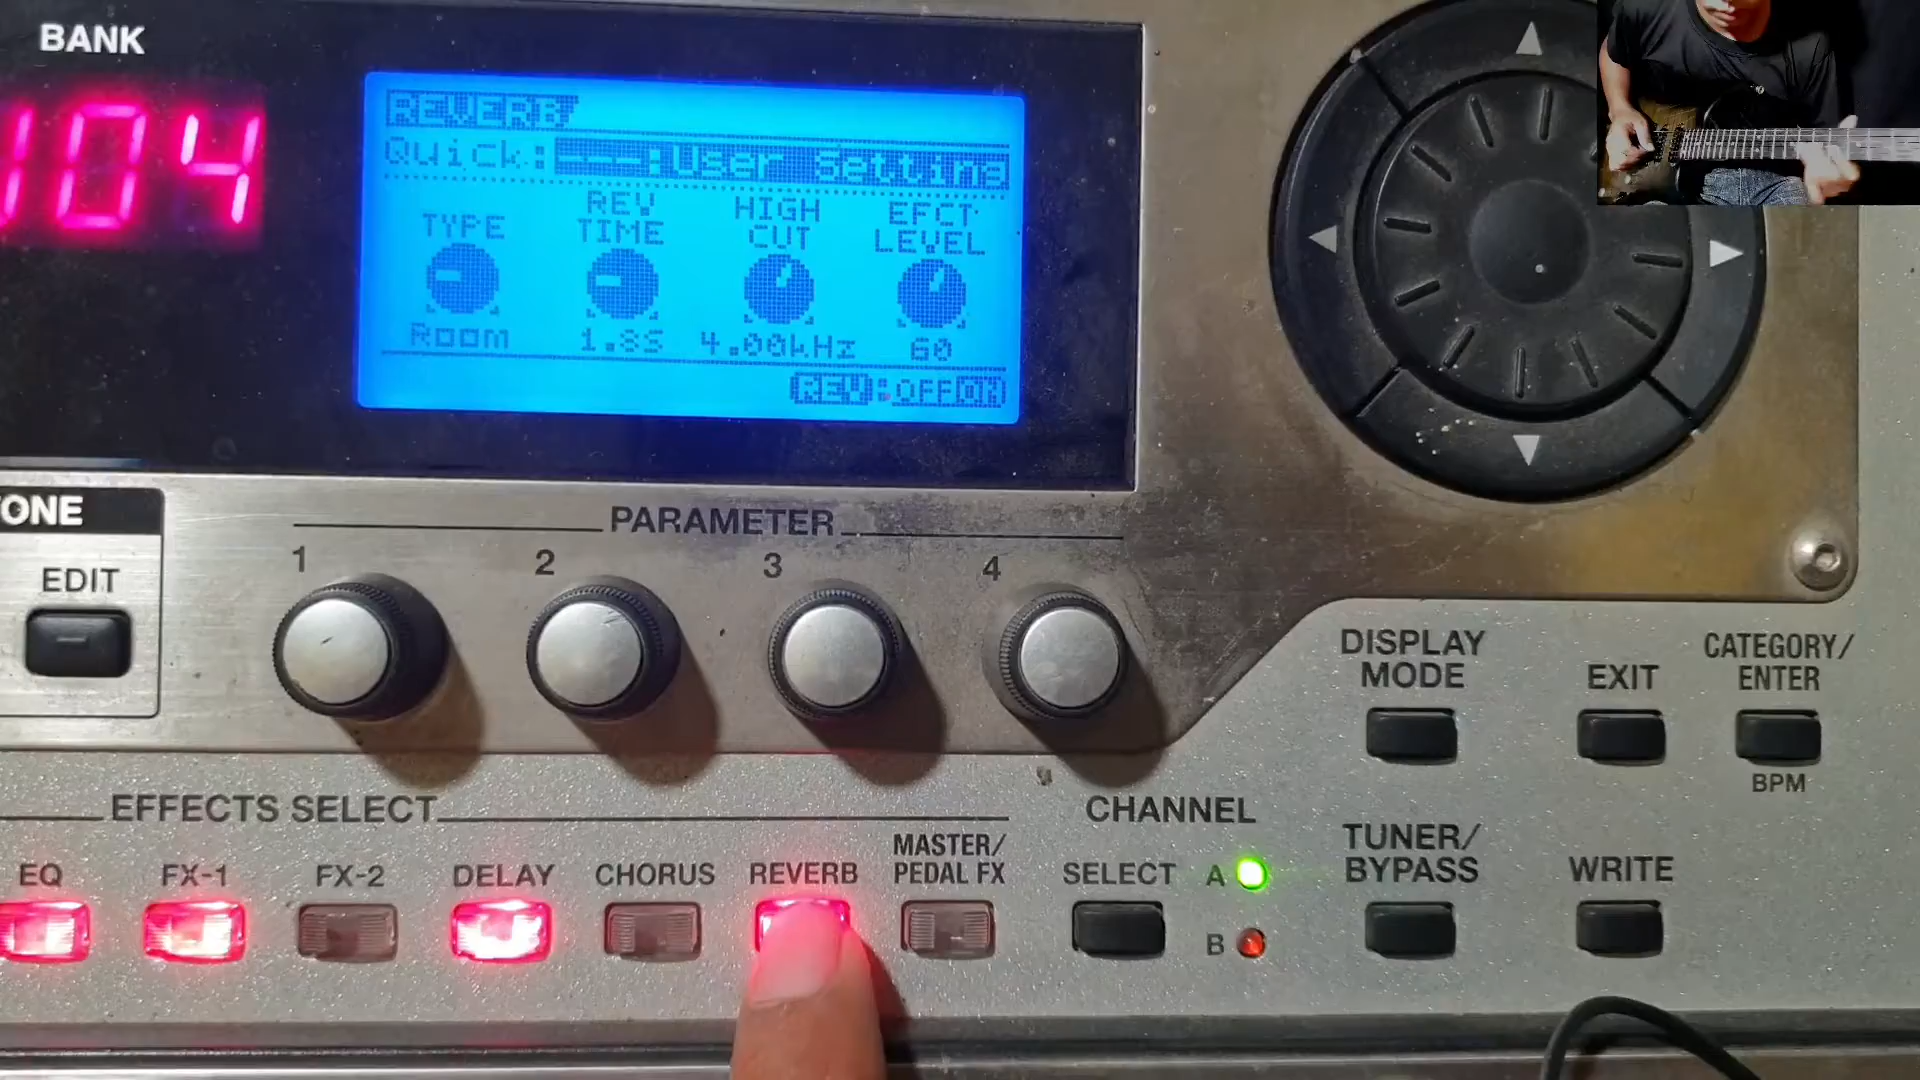 BANK
04
REVERB
Quick:---:User Setting
TYPE
REV TIME
HIGH CUT
EFCT LEVEL
Room
1.8S
4.00kHz
60
REV:OFF ON
EDIT
PARAMETER
1 2 3 4
DISPLAY MODE
EXIT
CATEGORY/ ENTER
BPM
EFFECTS SELECT
CHANNEL
EQ
FX-1
FX-2
DELAY
CHORUS
REVERB
MASTER/ PEDAL FX
SELECT
A
B
TUNER/ BYPASS
WRITE